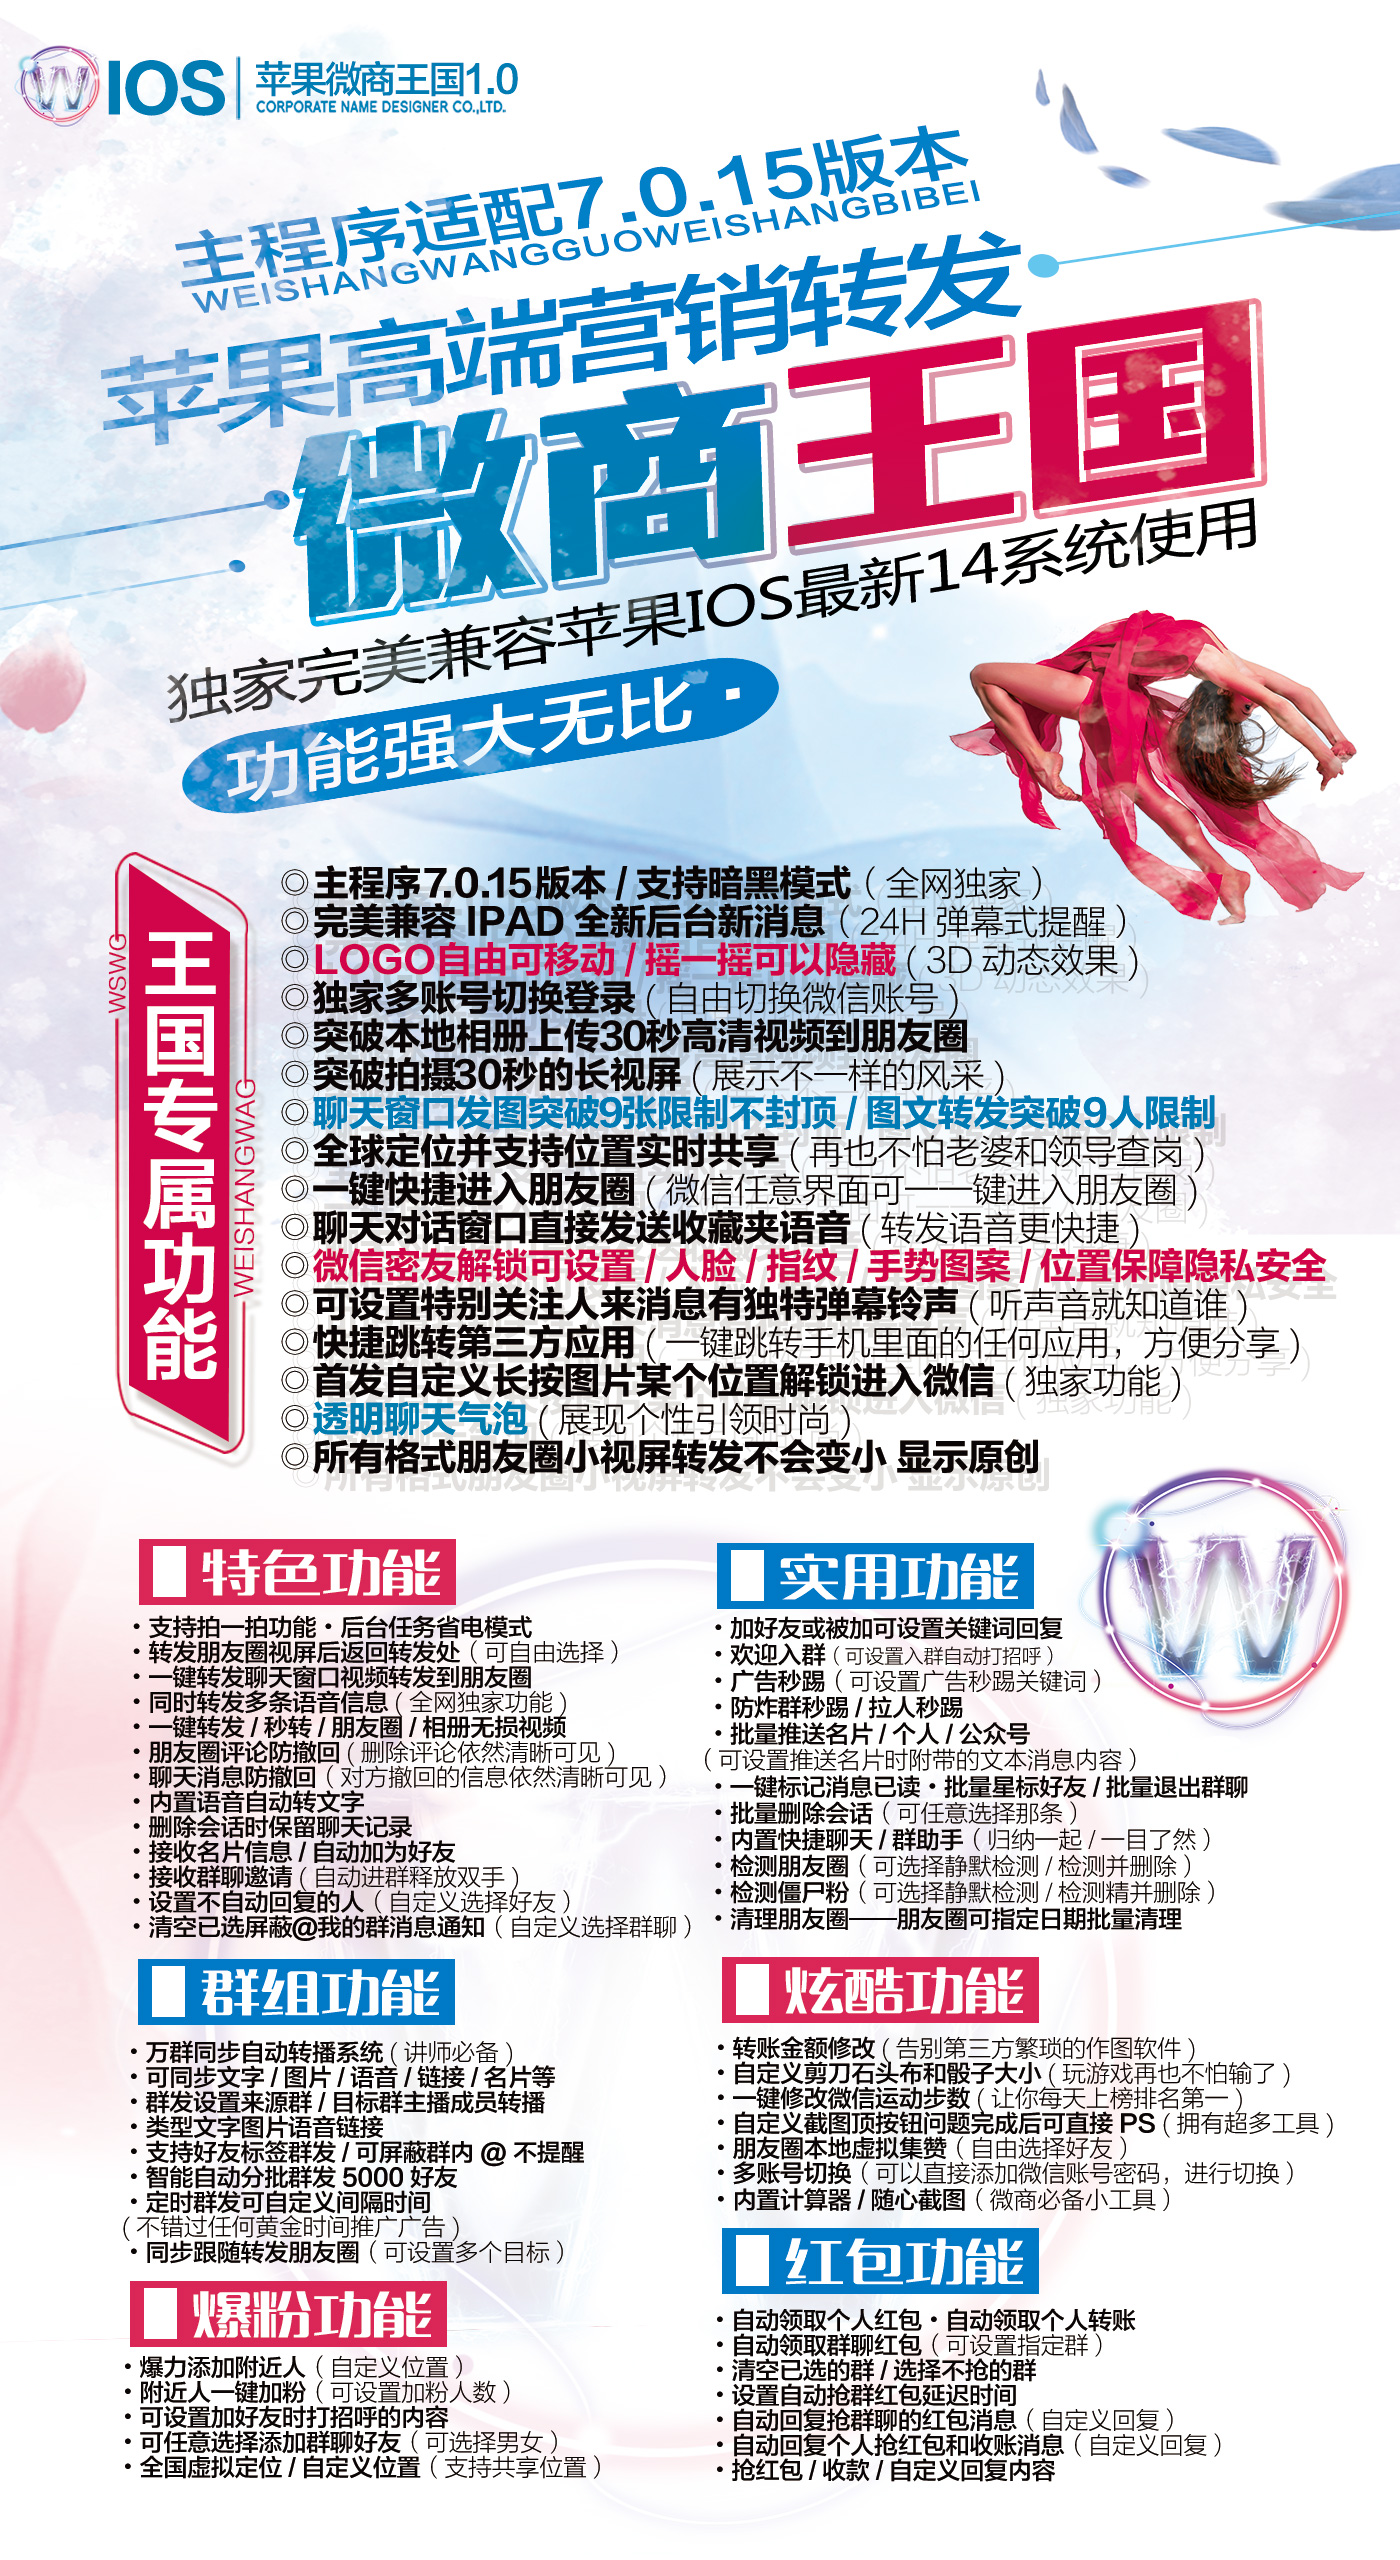 W IOS 苹果微商王国1.0
CORPORATE NAME DESIGNER CO.,LTD.
主程序适配7.0.15版本
WEISHANGWANGGUOWEISHANGBIBEI
苹果高端营销转发
微商王国
独家完美兼容苹果IOS最新14系统使用
功能强大无比·
王国专属功能
WSWG
WEISHANGWAG
◎主程序7.0.15版本 / 支持暗黑模式（全网独家）
◎完美兼容 IPAD 全新后台新消息（24H 弹幕式提醒）
◎LOGO自由可移动 / 摇一摇可以隐藏（3D 动态效果）
◎独家多账号切换登录（自由切换微信账号）
◎突破本地相册上传30秒高清视频到朋友圈
◎突破拍摄30秒的长视屏（展示不一样的风采）
◎聊天窗口发图突破9张限制不封顶 / 图文转发突破9人限制
◎全球定位并支持位置实时共享（再也不怕老婆和领导查岗）
◎一键快捷进入朋友圈（微信任意界面可一一键进入朋友圈）
◎聊天对话窗口直接发送收藏夹语音（转发语音更快捷）
◎微信密友解锁可设置 / 人脸 / 指纹 / 手势图案 / 位置保障隐私安全
◎可设置特别关注人来消息有独特弹幕铃声（听声音就知道谁）
◎快捷跳转第三方应用（一键跳转手机里面的任何应用，方便分享）
◎首发自定义长按图片某个位置解锁进入微信（独家功能）
◎透明聊天气泡（展现个性引领时尚）
◎所有格式朋友圈小视屏转发不会变小 显示原创
W
特色功能
·支持拍一拍功能·后台任务省电模式
·转发朋友圈视屏后返回转发处（可自由选择）
·一键转发聊天窗口视频转发到朋友圈
·同时转发多条语音信息（全网独家功能）
·一键转发 / 秒转 / 朋友圈 / 相册无损视频
·朋友圈评论防撤回（删除评论依然清晰可见）
·聊天消息防撤回（对方撤回的信息依然清晰可见）
·内置语音自动转文字
·删除会话时保留聊天记录
·接收名片信息 / 自动加为好友
·接收群聊邀请（自动进群释放双手）
·设置不自动回复的人（自定义选择好友）
·清空已选屏蔽@我的群消息通知（自定义选择群聊）
实用功能
·加好友或被加可设置关键词回复
·欢迎入群（可设置入群自动打招呼）
·广告秒踢（可设置广告秒踢关键词）
·防炸群秒踢 / 拉人秒踢
·批量推送名片 / 个人 / 公众号
（可设置推送名片时附带的文本消息内容）
·一键标记消息已读·批量星标好友 / 批量退出群聊
·批量删除会话（可任意选择那条）
·内置快捷聊天 / 群助手（归纳一起 / 一目了然）
·检测朋友圈（可选择静默检测 / 检测并删除）
·检测僵尸粉（可选择静默检测 / 检测精并删除）
·清理朋友圈——朋友圈可指定日期批量清理
群组功能
·万群同步自动转播系统（讲师必备）
·可同步文字 / 图片 / 语音 / 链接 / 名片等
·群发设置来源群 / 目标群主播成员转播
·类型文字图片语音链接
·支持好友标签群发 / 可屏蔽群内 @ 不提醒
·智能自动分批群发 5000 好友
·定时群发可自定义间隔时间
（不错过任何黄金时间推广广告）
·同步跟随转发朋友圈（可设置多个目标）
炫酷功能
·转账金额修改（告别第三方繁琐的作图软件）
·自定义剪刀石头布和骰子大小（玩游戏再也不怕输了）
·一键修改微信运动步数（让你每天上榜排名第一）
·自定义截图顶按钮问题完成后可直接 PS（拥有超多工具）
·朋友圈本地虚拟集赞（自由选择好友）
·多账号切换（可以直接添加微信账号密码，进行切换）
·内置计算器 / 随心截图（微商必备小工具）
爆粉功能
·爆力添加附近人（自定义位置）
·附近人一键加粉（可设置加粉人数）
·可设置加好友时打招呼的内容
·可任意选择添加群聊好友（可选择男女）
·全国虚拟定位 / 自定义位置（支持共享位置）
红包功能
·自动领取个人红包·自动领取个人转账
·自动领取群聊红包（可设置指定群）
·清空已选的群 / 选择不抢的群
·设置自动抢群红包延迟时间
·自动回复抢群聊的红包消息（自定义回复）
·自动回复个人抢红包和收账消息（自定义回复）
·抢红包 / 收款 / 自定义回复内容